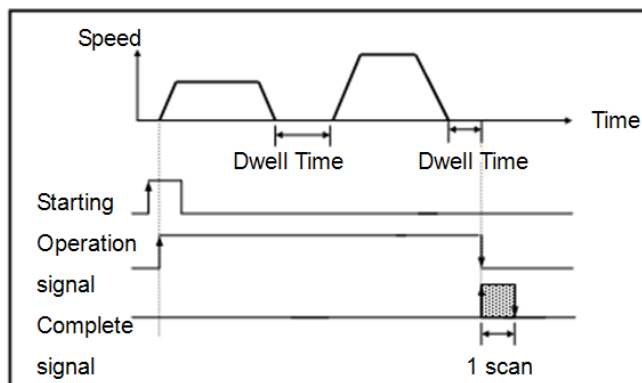 Speed
Time
Dwell Time
Dwell Time
Starting
Operation
signal
Complete
signal
1 scan